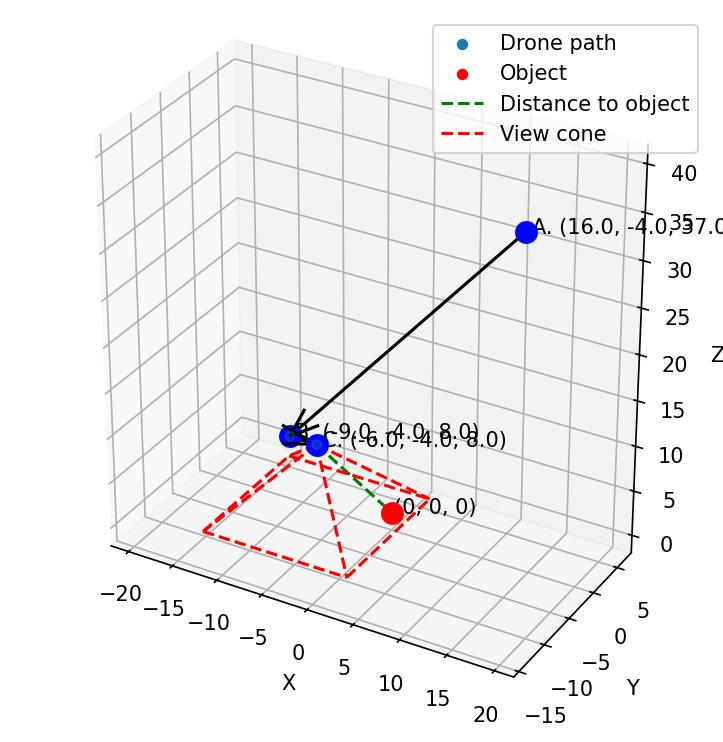 Drone path
Object
Distance to object
View cone
40
35
30
25
20
15
10
5
0
Z
A. (16.0, -4.0, 37.0
(-9.0, -4.0, 8.0)
C. (-6.0, -4.0, 8.0)
(0, 0, 0)
−20
−15
−10
−5
0
5
10
15
20
X
5
0
−5
−10
−15
Y